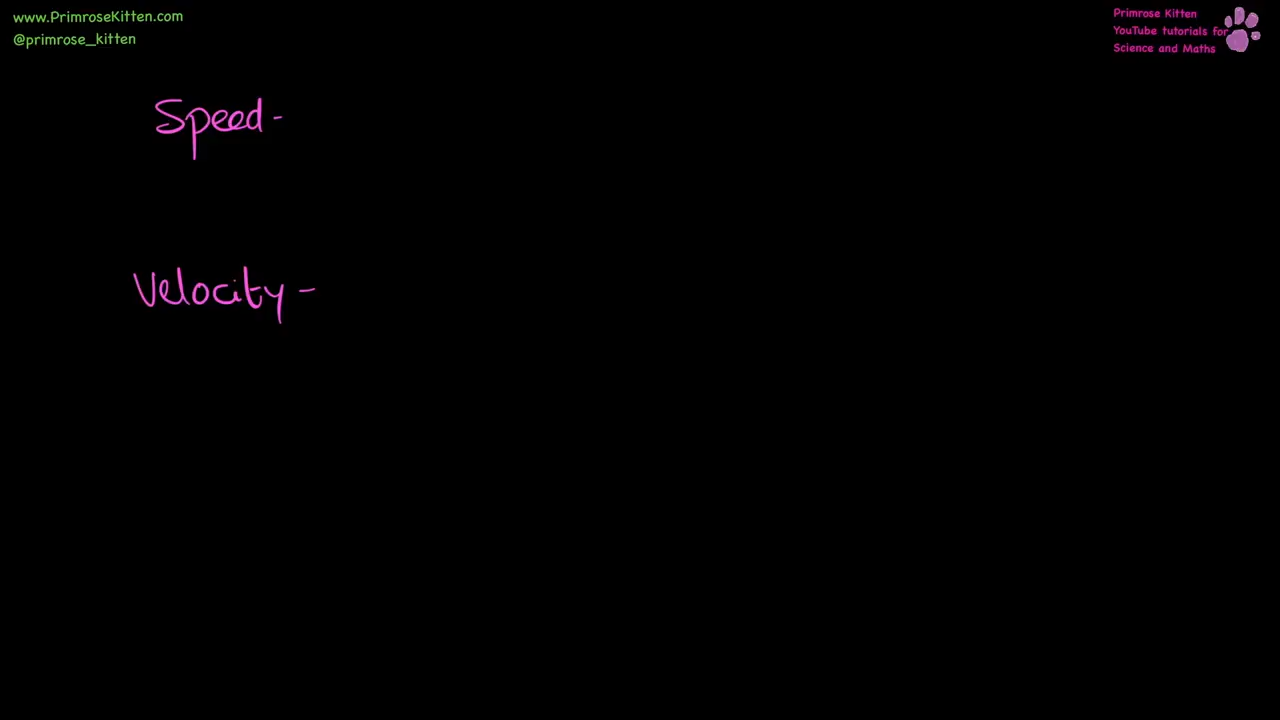 www.PrimroseKitten.com
@primrose_kitten
Primrose Kitten
YouTube tutorials for
Science and Maths
Speed -
Velocity -